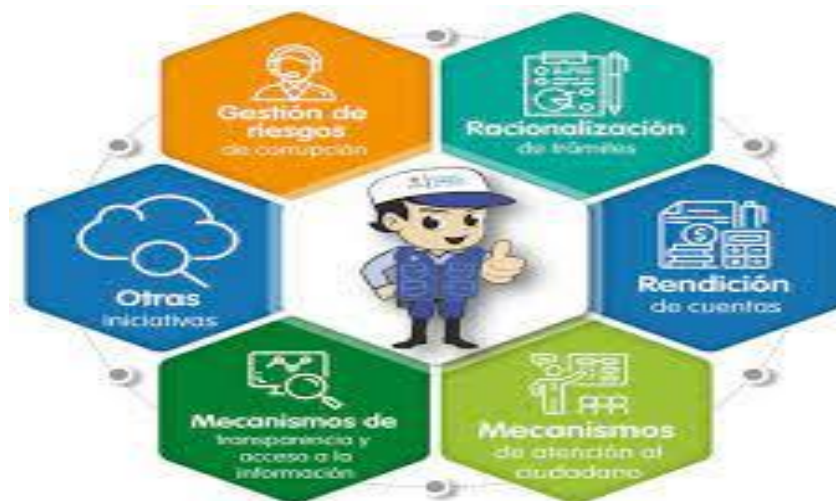 Gestión de
riesgos
de corrupción
Racionalización
de trámites
Otras
iniciativas
Rendición
de cuentas
Mecanismos de
transparencia y
acceso a la
información
Mecanismos
de atención al
ciudadano